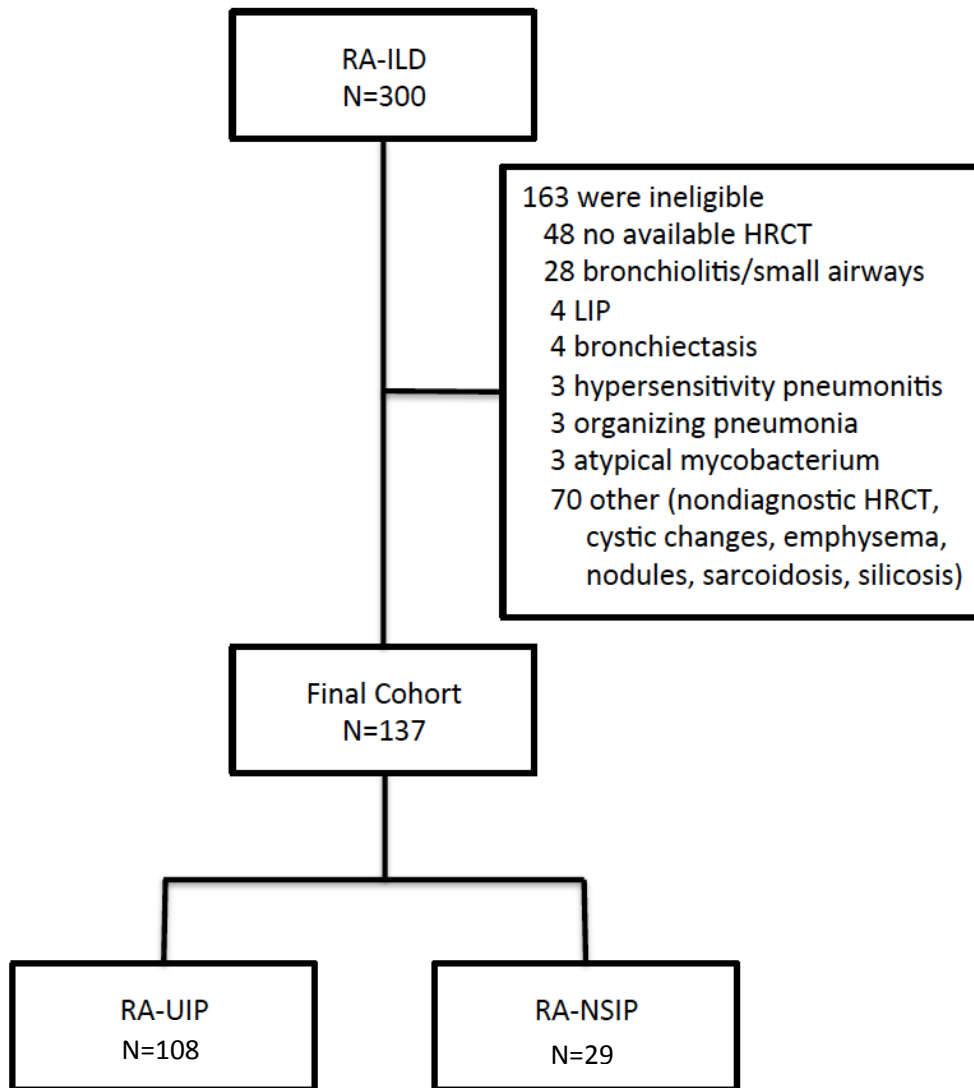 RA-ILD
N=300
163 were ineligible
48 no available HRCT
28 bronchiolitis/small airways
4 LIP
4 bronchiectasis
3 hypersensitivity pneumonitis
3 organizing pneumonia
3 atypical mycobacterium
70 other (nondiagnostic HRCT,
cystic changes, emphysema,
nodules, sarcoidosis, silicosis)
Final Cohort
N=137
RA-UIP
N=108
RA-NSIP
N=29